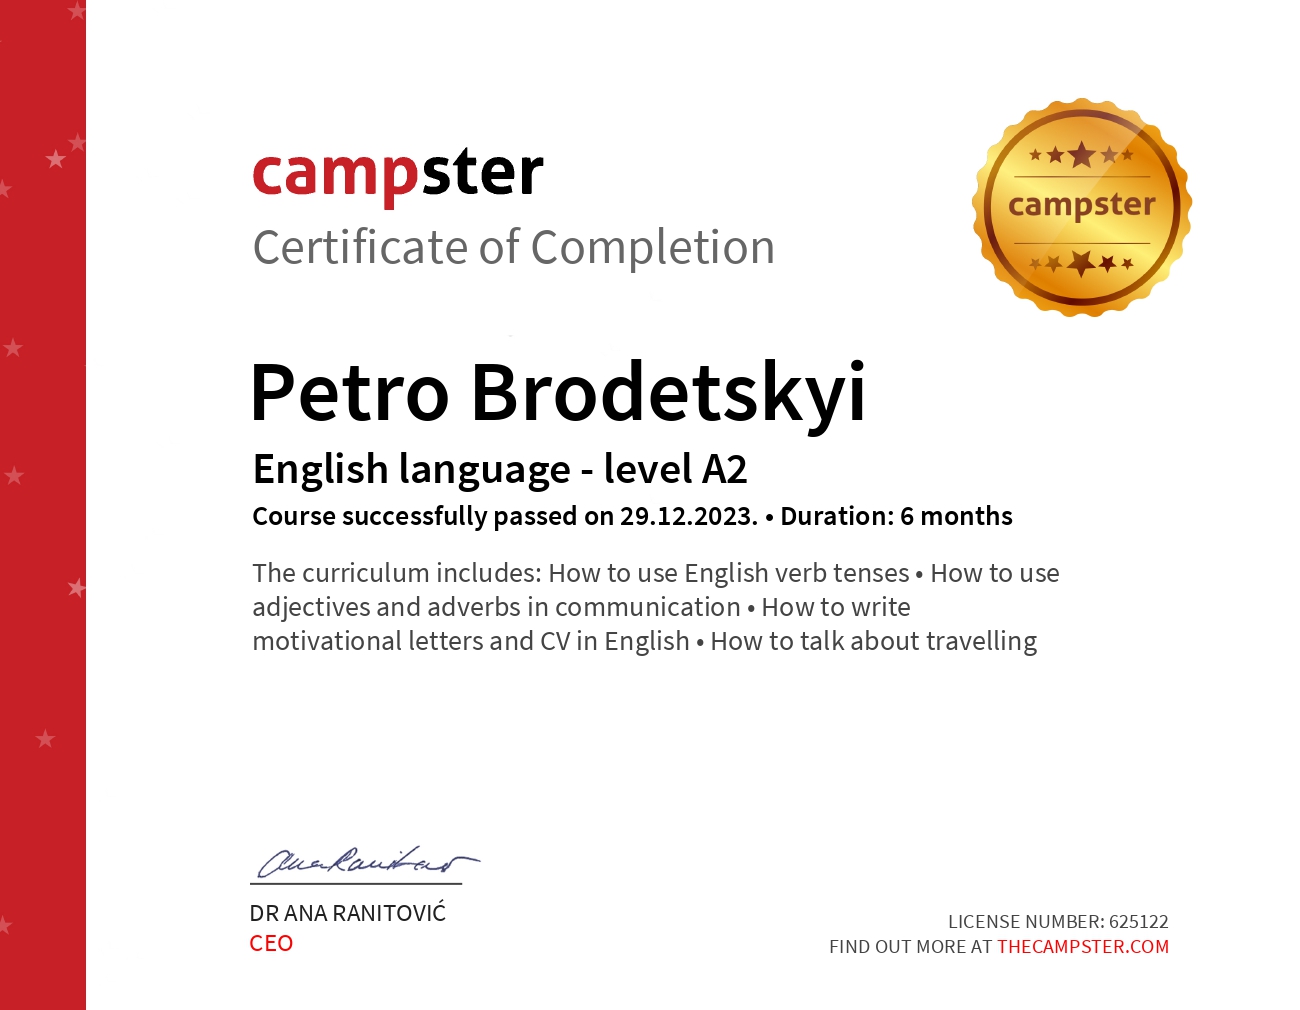 campster
Certificate of Completion
campster
Petro Brodetskyi
English language - level A2
Course successfully passed on 29.12.2023. • Duration: 6 months
The curriculum includes: How to use English verb tenses • How to use
adjectives and adverbs in communication • How to write
motivational letters and CV in English • How to talk about travelling
Ana Ranitović
DR ANA RANITOVIĆ
CEO
LICENSE NUMBER: 625122
FIND OUT MORE AT THECAMPSTER.COM